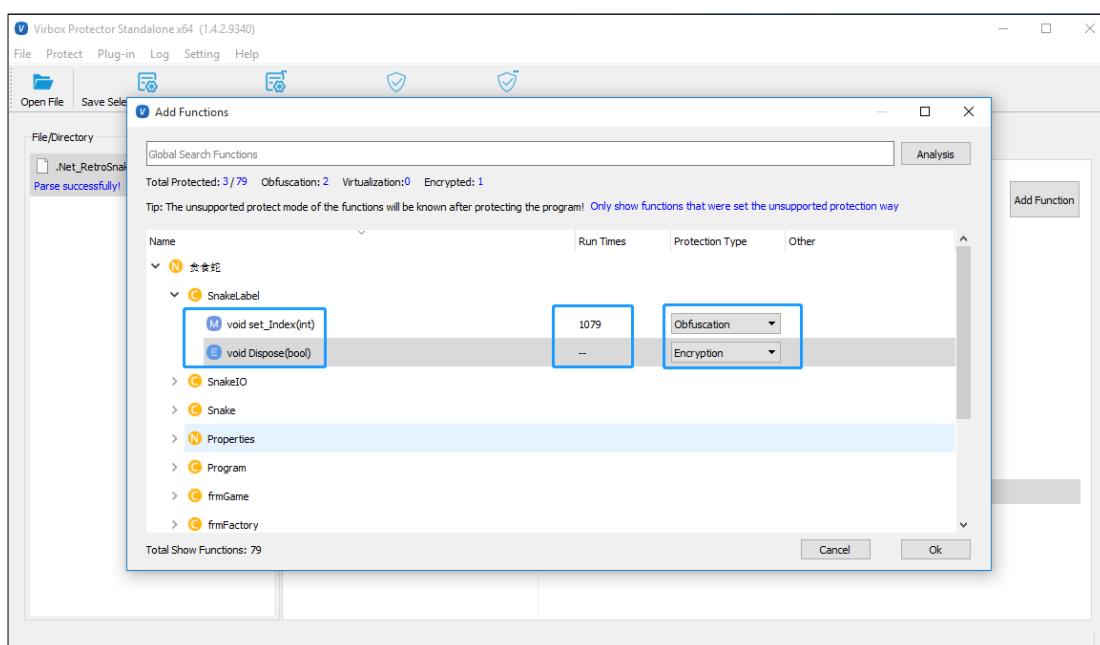 Virbox Protector Standalone x64 (1.4.2.9340)
File Protect Plug-in Log Setting Help
Open File Save Sele
Add Functions
File/Directory
Global Search Functions Analysis
.Net_RetroSnak
Parse successfully!
Total Protected: 3/79 Obfuscation: 2 Virtualization:0 Encrypted: 1
Add Function
Tip: The unsupported protect mode of the functions will be known after protecting the program! Only show functions that were set the unsupported protection way
Name Run Times Protection Type Other
N 贪食蛇
C SnakeLabel
M void set_Index(int) 1079 Obfuscation
E void Dispose(bool) -- Encryption
C SnakeIO
C Snake
N Properties
C Program
C frmGame
C frmFactory
Total Show Functions: 79 Cancel Ok